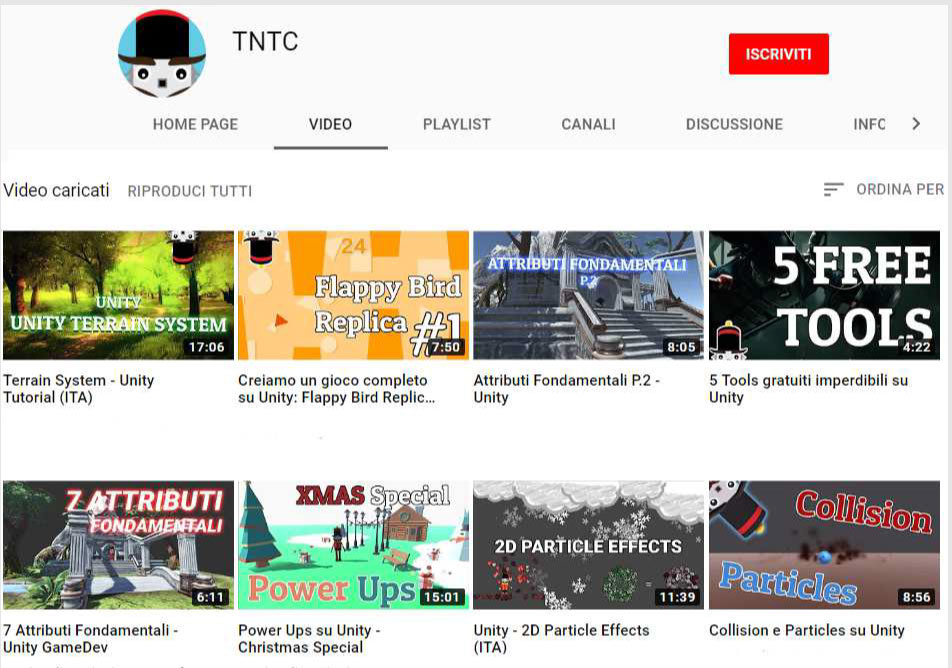 TNTC
ISCRIVITI
HOME PAGE
VIDEO
PLAYLIST
CANALI
DISCUSSIONE
INFC
Video caricati
RIPRODUCI TUTTI
ORDINA PER
UNITY
UNITY TERRAIN SYSTEM
17:06
24
Flappy Bird
Replica #1
7:50
ATTRIBUTI FONDAMENTALI
P.2
8:05
5 FREE
TOOLS
4:22
Terrain System - Unity
Tutorial (ITA)
Creiamo un gioco completo
su Unity: Flappy Bird Replic...
Attributi Fondamentali P.2 -
Unity
5 Tools gratuiti imperdibili su
Unity
7 ATTRIBUTI
FONDAMENTALI
6:11
XMAS Special
Power Ups
15:01
2D PARTICLE EFFECTS
=
11:39
Collision
Particles
8:56
7 Attributi Fondamentali -
Unity GameDev
Power Ups su Unity -
Christmas Special
Unity - 2D Particle Effects
(ITA)
Collision e Particles su Unity